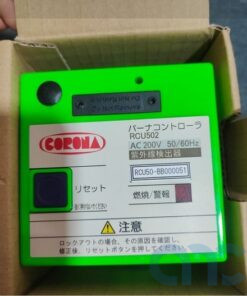 CORONA
バーナコントローラ
RCU502
AC 200V 50/60Hz
紫外線検出器
RCU50-BB000051
リセット
燃焼/警報
注意
ロックアウトの場合、その原因を確認し、
修正後、リセットボタンを押してください。